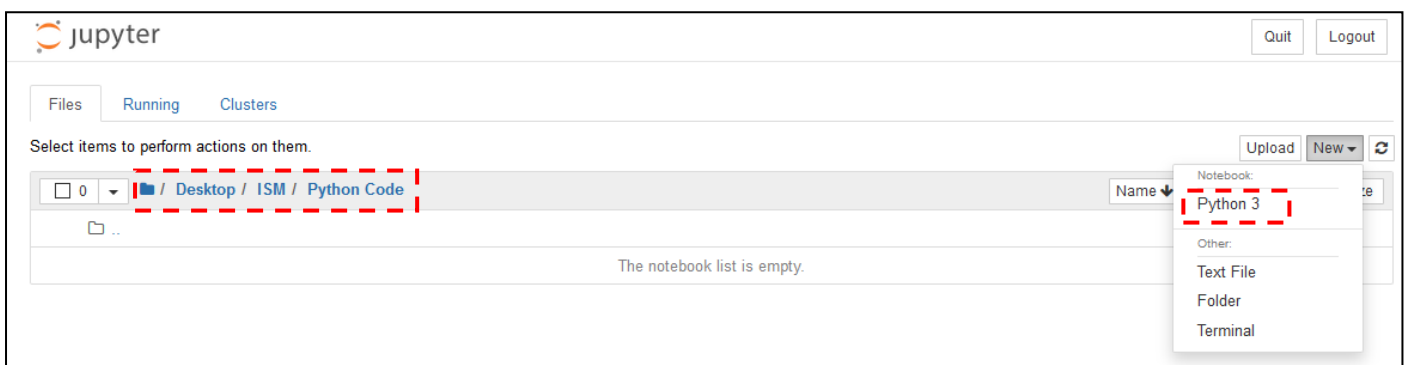 jupyter
Quit Logout
Files Running Clusters
Select items to perform actions on them.
Upload New
0 / Desktop / ISM / Python Code
Name
Notebook:
Python 3
..
Other:
The notebook list is empty.
Text File
Folder
Terminal